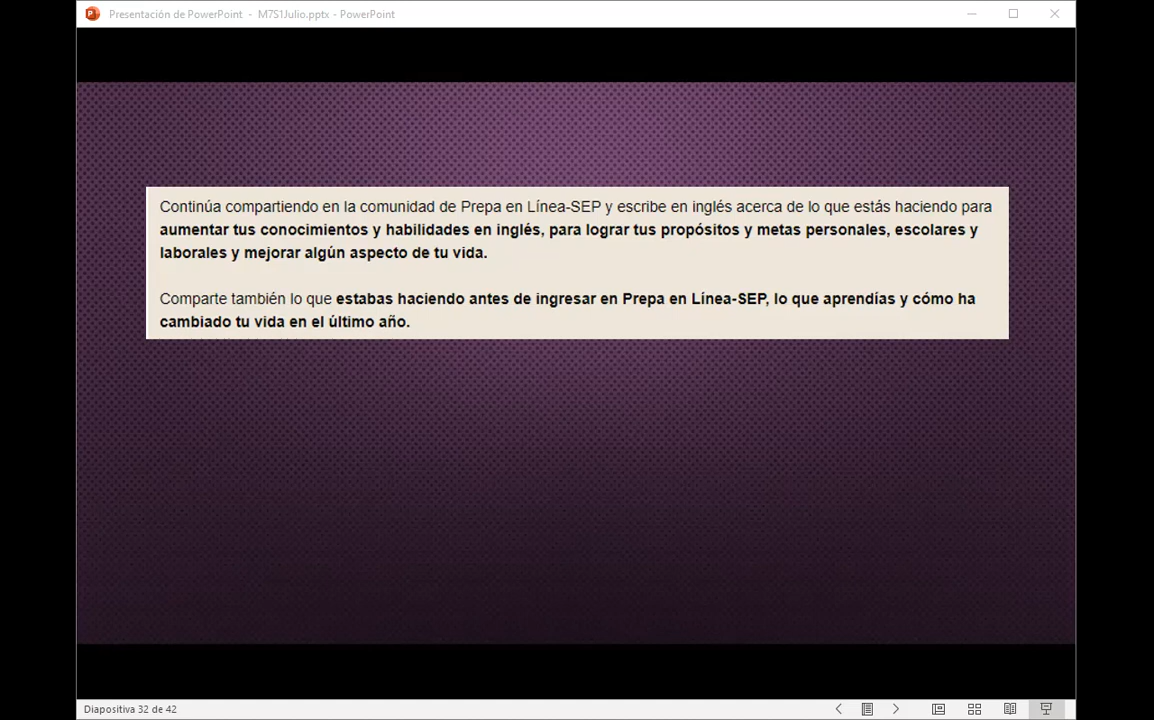 Presentación de PowerPoint - M7S1Julio.pptx - PowerPoint
Continúa compartiendo en la comunidad de Prepa en Línea-SEP y escribe en inglés acerca de lo que estás haciendo para
aumentar tus conocimientos y habilidades en inglés, para lograr tus propósitos y metas personales, escolares y
laborales y mejorar algún aspecto de tu vida.
Comparte también lo que estabas haciendo antes de ingresar en Prepa en Línea-SEP, lo que aprendías y cómo ha
cambiado tu vida en el último año.
Diapositiva 32 de 42